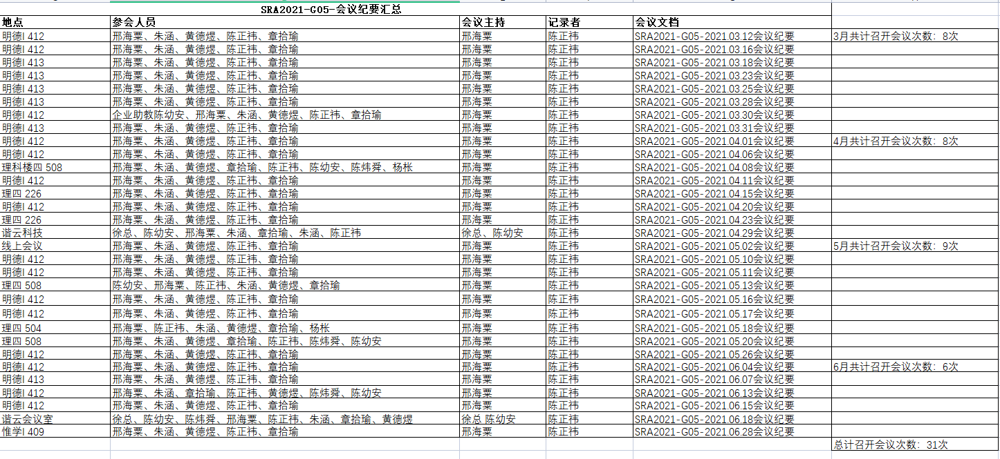 SRA2021-G05-会议纪要汇总
地点 参会人员 会议主持 记录者 会议文档
明德I 412 邢海粟、朱涵、黄德煜、陈正祎、章拾瑜 邢海粟 陈正祎 SRA2021-G05-2021.03.12会议纪要 3月共计召开会议次数：8次
明德I 412 邢海粟、朱涵、黄德煜、陈正祎、章拾瑜 邢海粟 陈正祎 SRA2021-G05-2021.03.16会议纪要
明德I 413 邢海粟、朱涵、黄德煜、陈正祎、章拾瑜 邢海粟 陈正祎 SRA2021-G05-2021.03.18会议纪要
明德I 413 邢海粟、朱涵、黄德煜、陈正祎、章拾瑜 邢海粟 陈正祎 SRA2021-G05-2021.03.23会议纪要
明德I 413 邢海粟、朱涵、黄德煜、陈正祎、章拾瑜 邢海粟 陈正祎 SRA2021-G05-2021.03.25会议纪要
明德I 413 邢海粟、朱涵、黄德煜、陈正祎、章拾瑜 邢海粟 陈正祎 SRA2021-G05-2021.03.28会议纪要
明德I 412 企业助教陈幼安、邢海粟、朱涵、黄德煜、陈正祎、章拾瑜 邢海粟 陈正祎 SRA2021-G05-2021.03.30会议纪要
明德I 413 邢海粟、朱涵、黄德煜、陈正祎、章拾瑜 邢海粟 陈正祎 SRA2021-G05-2021.03.31会议纪要
明德I 412 邢海粟、朱涵、黄德煜、陈正祎、章拾瑜 邢海粟 陈正祎 SRA2021-G05-2021.04.01会议纪要 4月共计召开会议次数：8次
明德I 412 邢海粟、朱涵、黄德煜、陈正祎、章拾瑜 邢海粟 陈正祎 SRA2021-G05-2021.04.06会议纪要
理科楼四 508 邢海粟、朱涵、黄德煜、章拾瑜、陈正祎、陈幼安、陈炜舜、杨枨 邢海粟 陈正祎 SRA2021-G05-2021.04.08会议纪要
明德I 412 邢海粟、朱涵、黄德煜、陈正祎、章拾瑜 邢海粟 陈正祎 SRA2021-G05-2021.04.11会议纪要
理四 226 邢海粟、朱涵、黄德煜、陈正祎、章拾瑜 邢海粟 陈正祎 SRA2021-G05-2021.04.15会议纪要
明德I 412 邢海粟、朱涵、黄德煜、陈正祎、章拾瑜 邢海粟 陈正祎 SRA2021-G05-2021.04.20会议纪要
理四 226 邢海粟、朱涵、黄德煜、陈正祎、章拾瑜 邢海粟 陈正祎 SRA2021-G05-2021.04.23会议纪要
谐云科技 徐总、陈幼安、邢海粟、朱涵、章拾瑜、朱涵、陈正祎 徐总、陈幼安 陈正祎 SRA2021-G05-2021.04.29会议纪要
线上会议 邢海粟、朱涵、黄德煜、陈正祎、章拾瑜 邢海粟 陈正祎 SRA2021-G05-2021.05.02会议纪要 5月共计召开会议次数：9次
明德I 412 邢海粟、朱涵、黄德煜、陈正祎、章拾瑜 邢海粟 陈正祎 SRA2021-G05-2021.05.10会议纪要
明德I 412 邢海粟、朱涵、黄德煜、陈正祎、章拾瑜 邢海粟 陈正祎 SRA2021-G05-2021.05.11会议纪要
理四 508 陈幼安、邢海粟、陈正祎、朱涵、黄德煜、章拾瑜 邢海粟 陈正祎 SRA2021-G05-2021.05.13会议纪要
明德I 412 邢海粟、朱涵、黄德煜、陈正祎、章拾瑜 邢海粟 陈正祎 SRA2021-G05-2021.05.16会议纪要
明德I 412 邢海粟、朱涵、黄德煜、陈正祎、章拾瑜 邢海粟 陈正祎 SRA2021-G05-2021.05.17会议纪要
理四 504 邢海粟、陈正祎、朱涵、黄德煜、章拾瑜、杨枨 邢海粟 陈正祎 SRA2021-G05-2021.05.18会议纪要
理四 508 邢海粟、朱涵、黄德煜、章拾瑜、陈正祎、陈炜舜、陈幼安 邢海粟 陈正祎 SRA2021-G05-2021.05.20会议纪要
明德I 412 邢海粟、朱涵、黄德煜、陈正祎、章拾瑜 邢海粟 陈正祎 SRA2021-G05-2021.05.26会议纪要
明德I 412 邢海粟、朱涵、黄德煜、陈正祎、章拾瑜 邢海粟 陈正祎 SRA2021-G05-2021.06.04会议纪要 6月共计召开会议次数：6次
明德I 413 邢海粟、朱涵、黄德煜、陈正祎、章拾瑜 邢海粟 陈正祎 SRA2021-G05-2021.06.07会议纪要
明德I 412 邢海粟、朱涵、章拾瑜、陈正祎、黄德煜、陈炜舜、陈幼安 邢海粟 陈正祎 SRA2021-G05-2021.06.13会议纪要
明德I 412 邢海粟、朱涵、黄德煜、陈正祎、章拾瑜 邢海粟 陈正祎 SRA2021-G05-2021.06.15会议纪要
谐云会议室 徐总、陈幼安、陈炜舜、邢海粟、陈正祎、朱涵、章拾瑜、黄德煜 徐总 陈幼安 陈正祎 SRA2021-G05-2021.06.18会议纪要
惟学I 409 邢海粟、朱涵、黄德煜、陈正祎、章拾瑜 邢海粟 陈正祎 SRA2021-G05-2021.06.28会议纪要
总计召开会议次数：31次